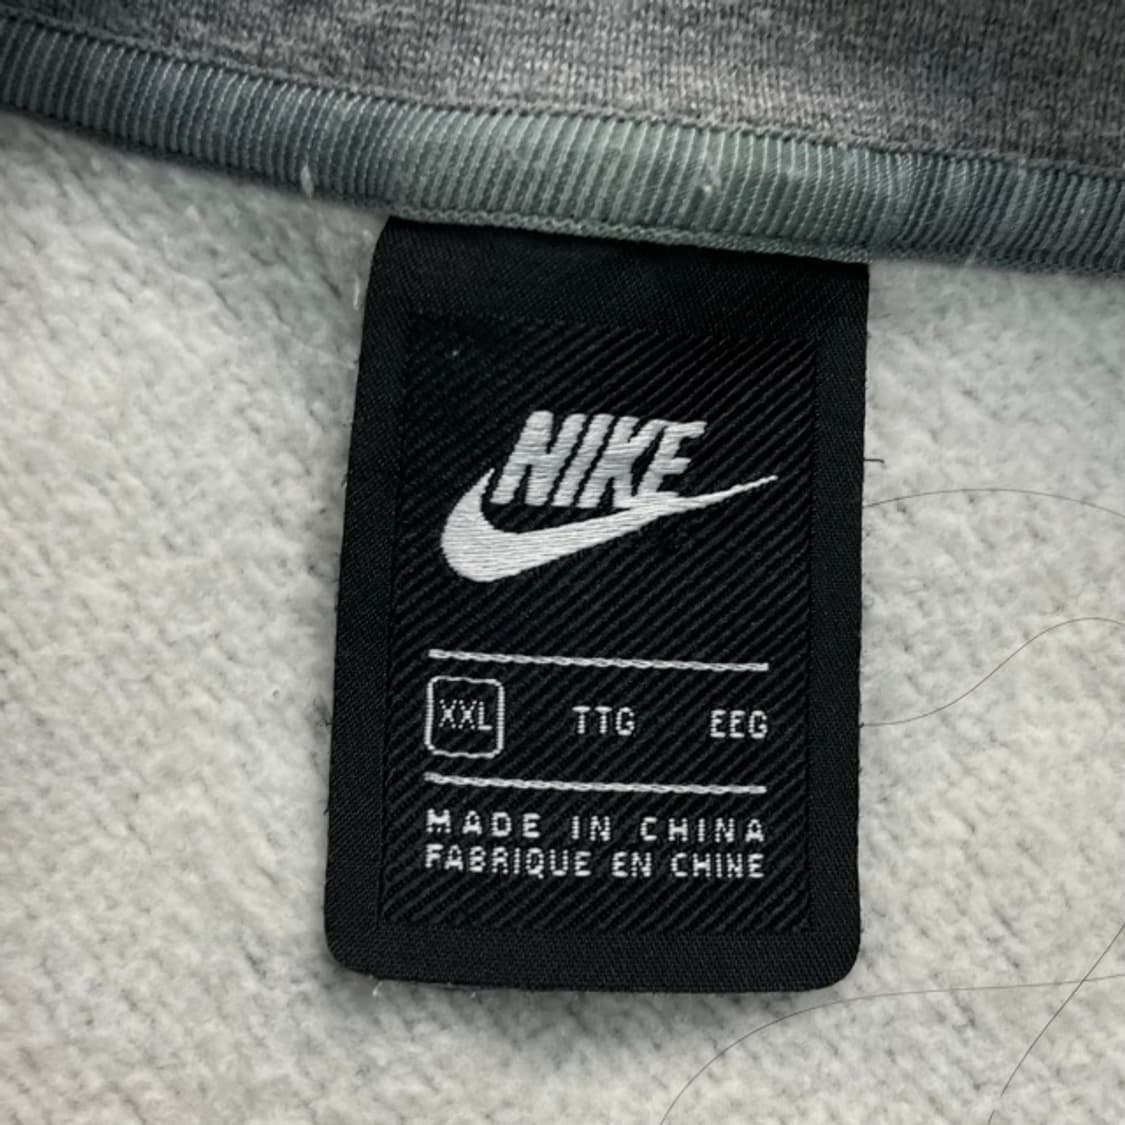 NIKE
XXL TTG EEG
MADE IN CHINA
FABRIQUE EN CHINE